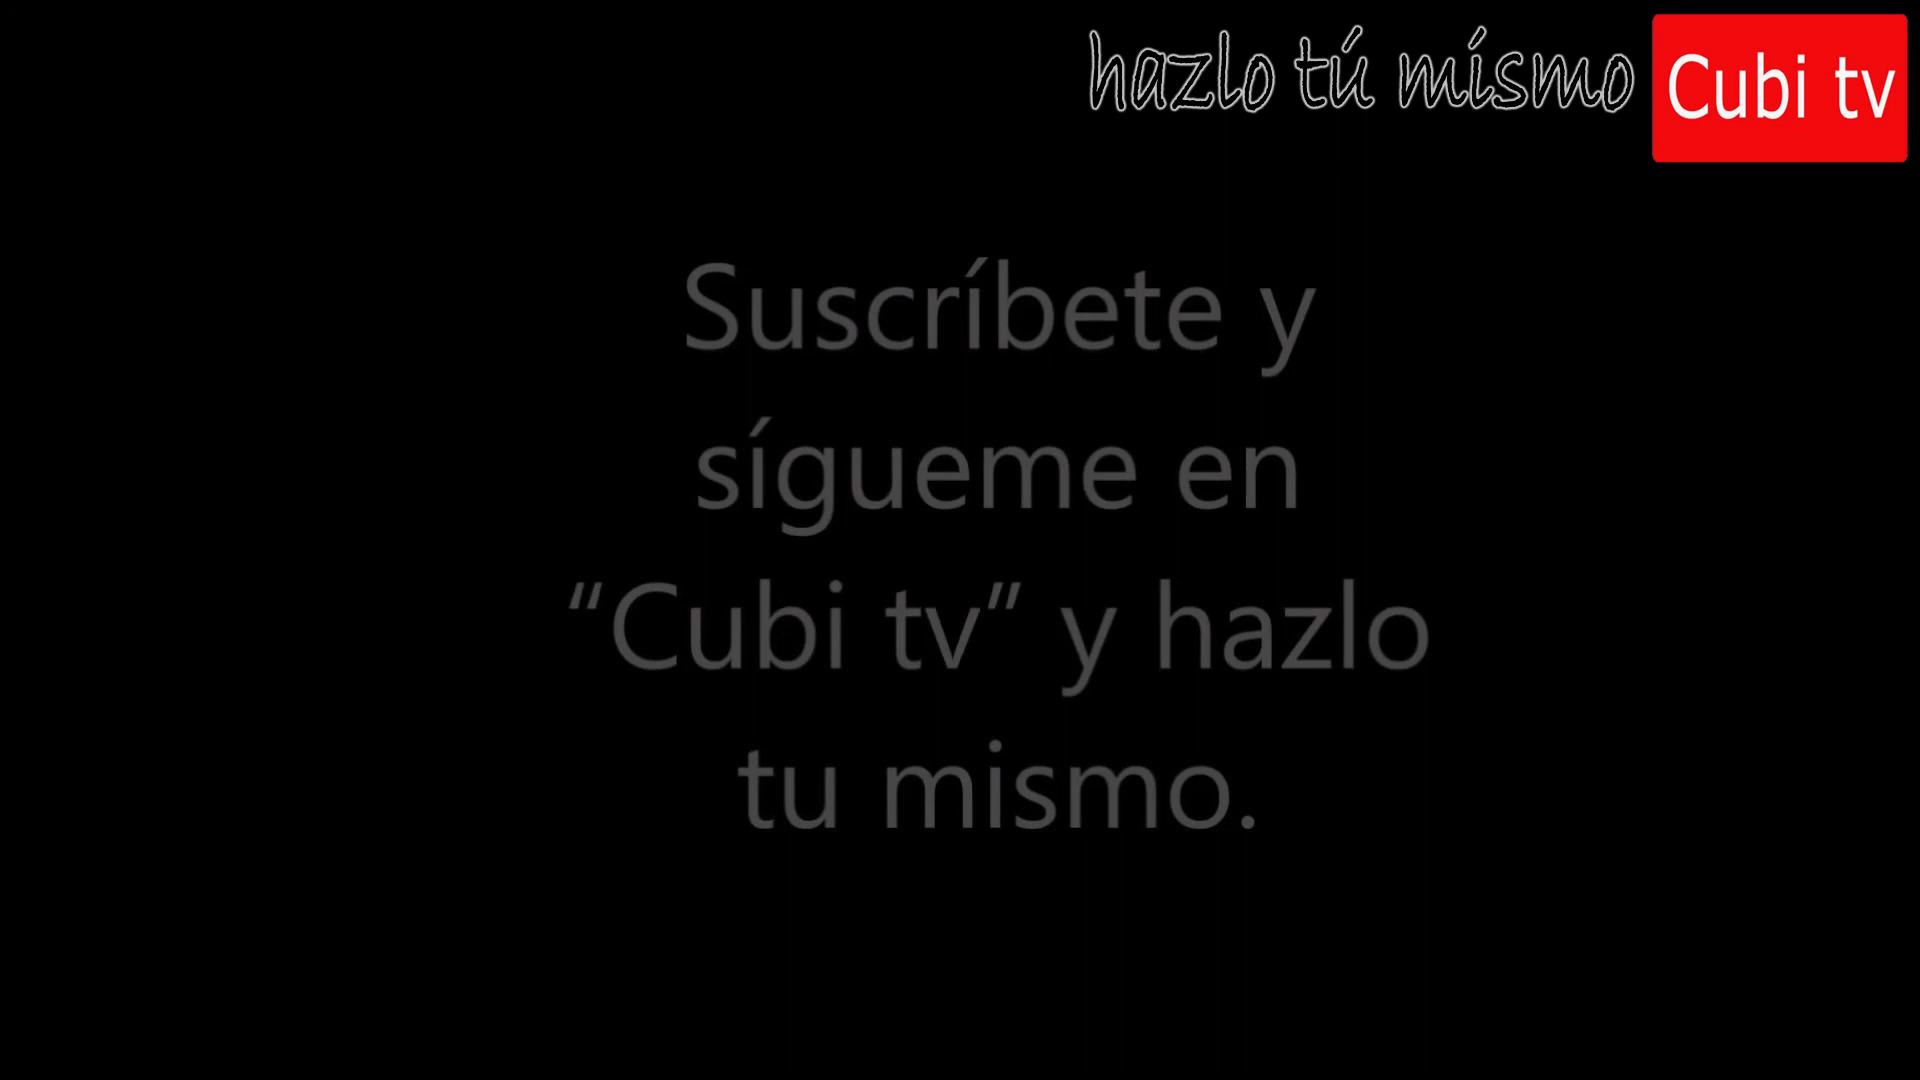 hazlo tú mismo Cubi tv
Suscríbete y
sígueme en
“Cubi tv” y hazlo
tu mismo.